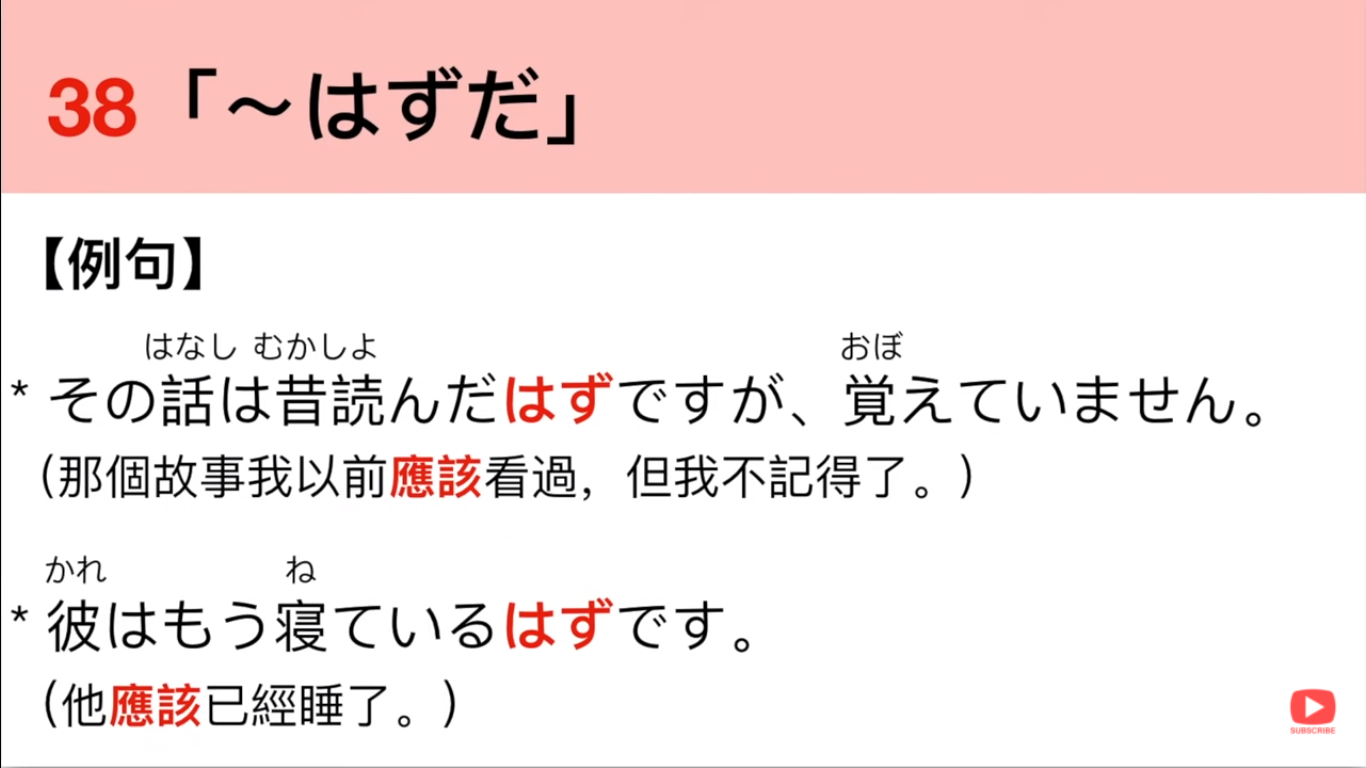 38「～はずだ」
【例句】
はなし むかしよ おぼ
* その話は昔読んだはずですが、覚えていません。
（那個故事我以前應該看過，但我不記得了。）
かれ ね
* 彼はもう寝ているはずです。
（他應該已經睡了。）
SUBSCRIBE